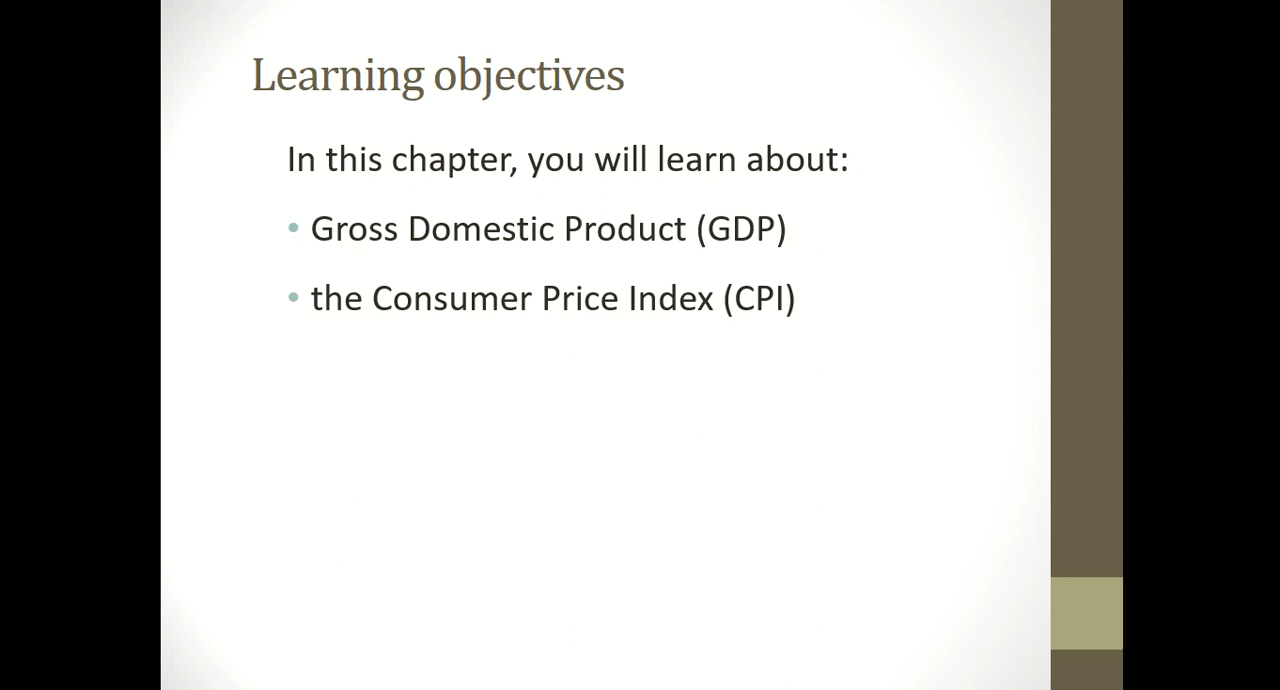 Learning objectives
In this chapter, you will learn about:
• Gross Domestic Product (GDP)
• the Consumer Price Index (CPI)